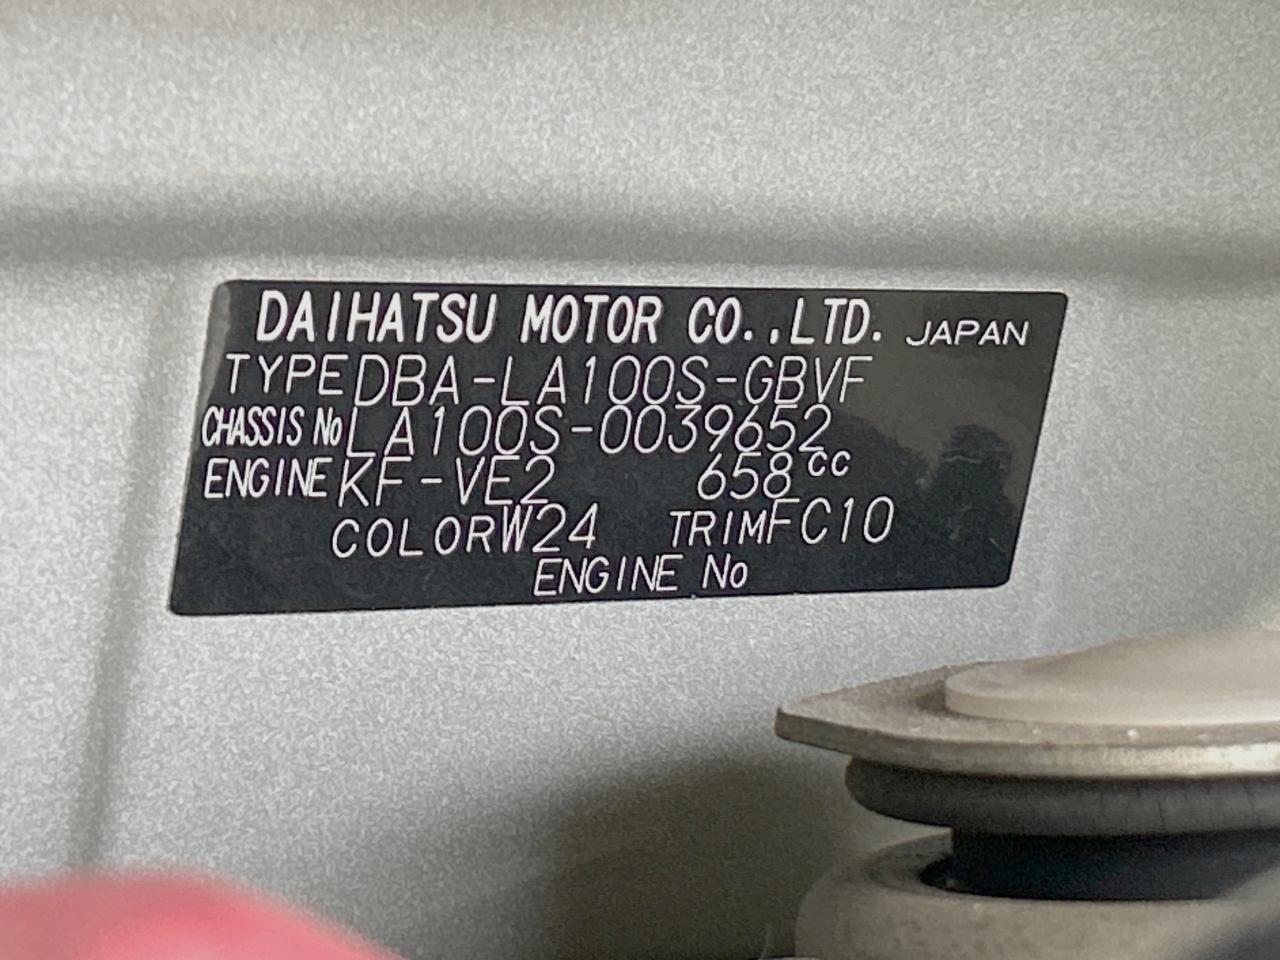 DAIHATSU MOTOR CO.,LTD. JAPAN
TYPE DBA-LA100S-GBVF
CHASSIS No LA100S-0039652
ENGINE KF-VE2 658cc
COLOR W24 TRIM FC10
ENGINE No